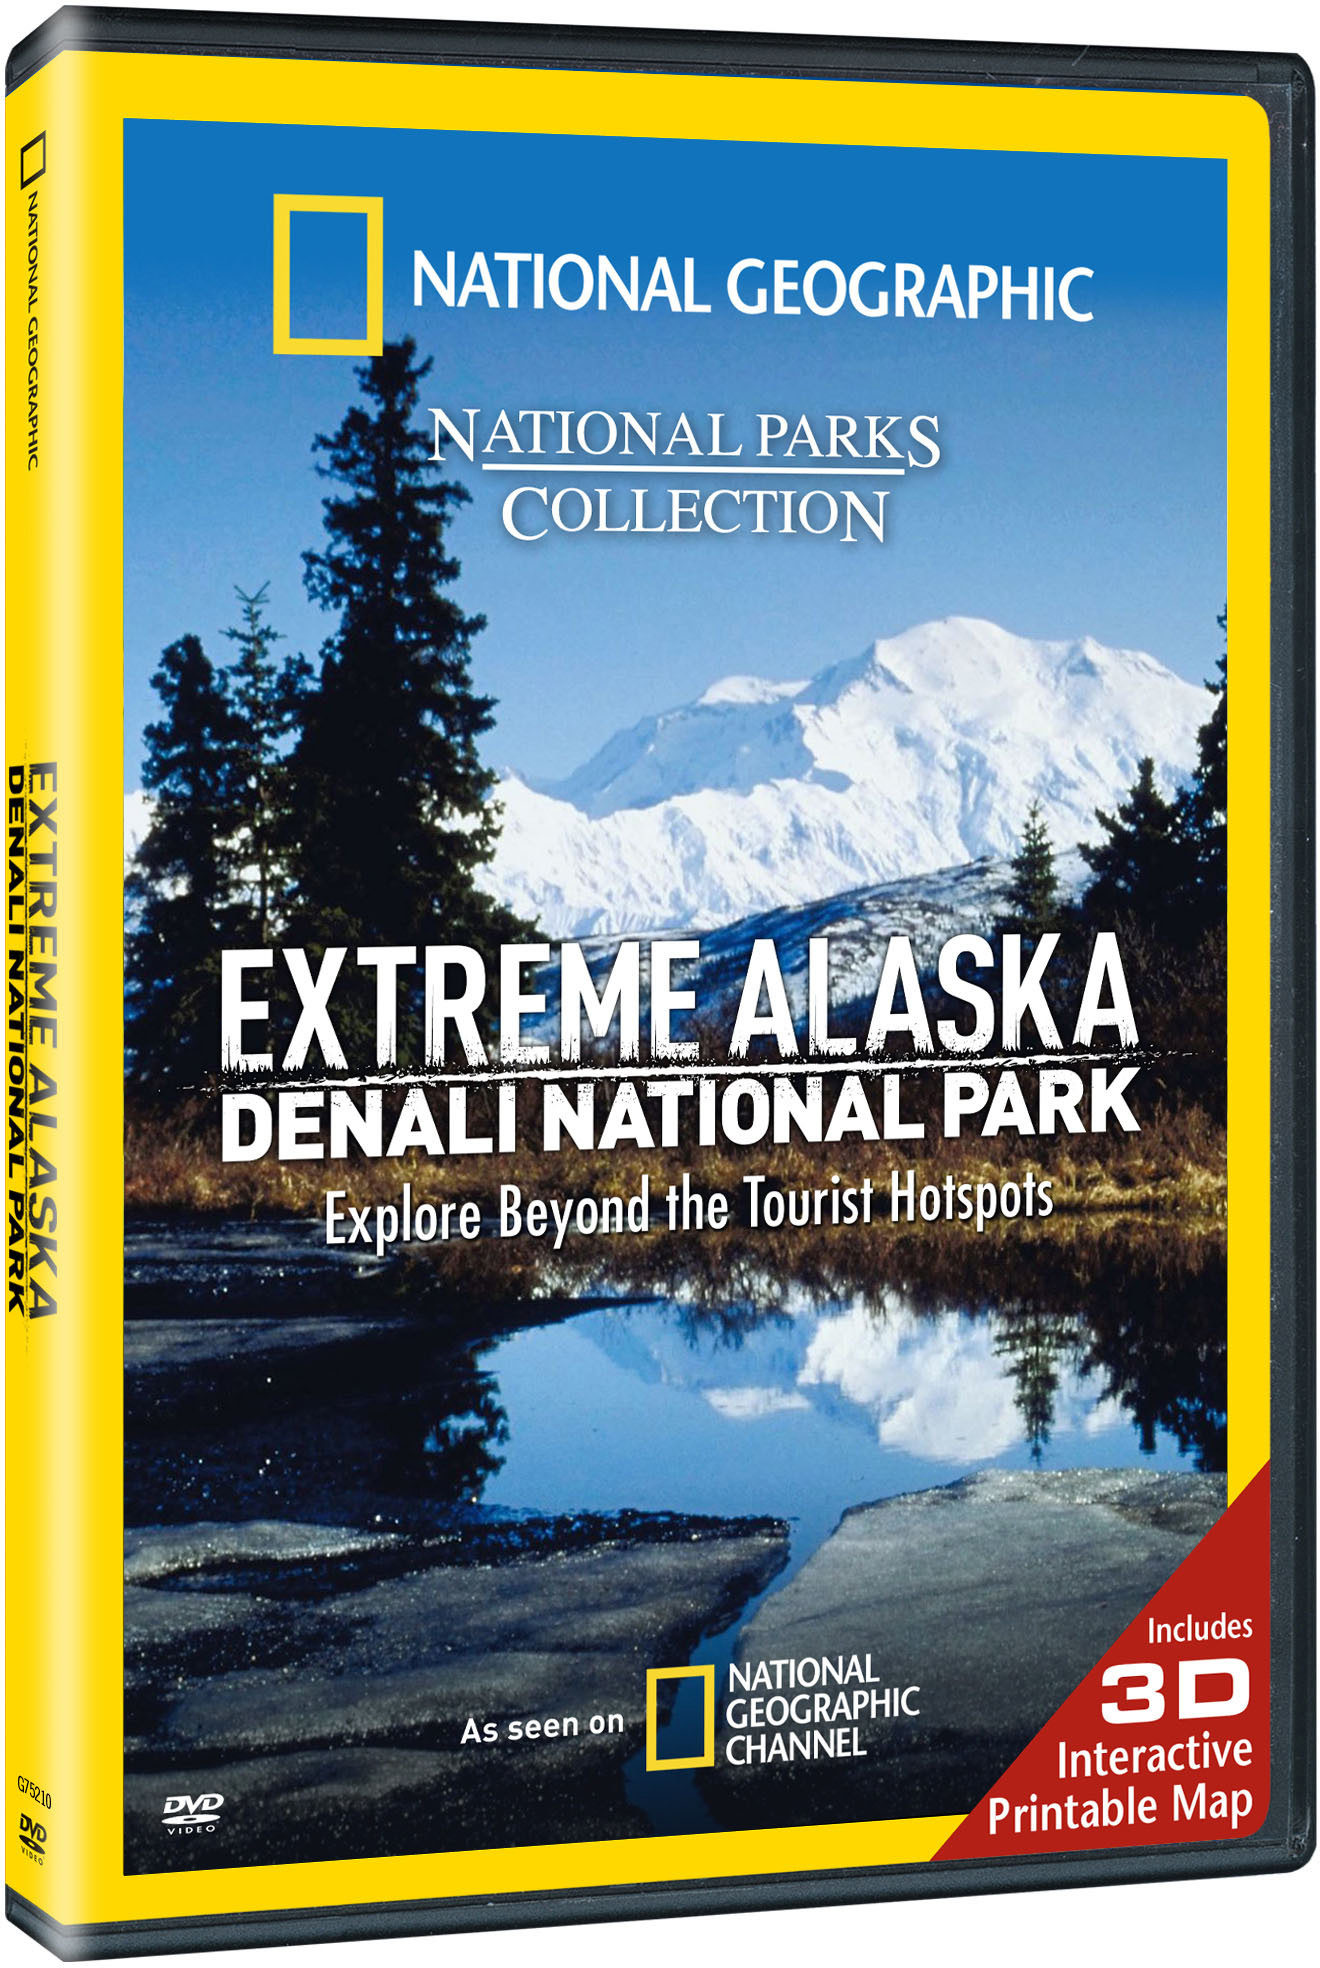 NATIONAL GEOGRAPHIC
NATIONAL PARKS
COLLECTION
EXTREME ALASKA
DENALI NATIONAL PARK
Explore Beyond the Tourist Hotspots
As seen on
NATIONAL
GEOGRAPHIC
CHANNEL
Includes
3D
Interactive
Printable Map
DVD
VIDEO
NATIONAL GEOGRAPHIC
EXTREME ALASKA
DENALI NATIONAL PARK
G75210
DVD
VIDEO